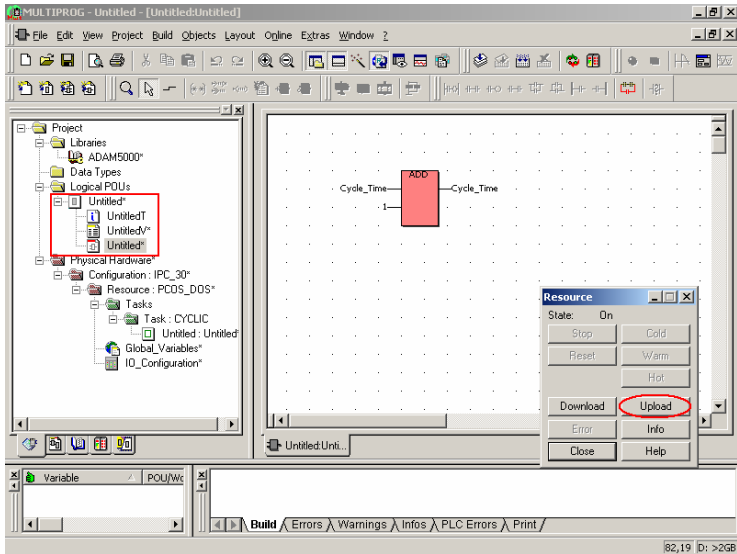 MULTIPROG - Untitled - [Untitled:Untitled]
File Edit View Project Build Objects Layout Online Extras Window ?
Project
Libraries
ADAM5000*
Data Types
Logical POUs
Untitled*
UntitledT
UntitledV*
Untitled*
Physical Hardware*
Configuration : IPC_30*
Resource : PCOS_DOS*
Tasks
Task : CYCLIC
Untitled : Untitled
Global_Variables*
IO_Configuration*
ADD
Cycle_Time Cycle_Time
1
Resource
State: On
Stop Cold
Reset Warm
Hot
Download Upload
Error Info
Close Help
Untitled:Unti...
Variable POU/Wo
Build Errors Warnings Infos PLC Errors Print
82,19 D: >2GB